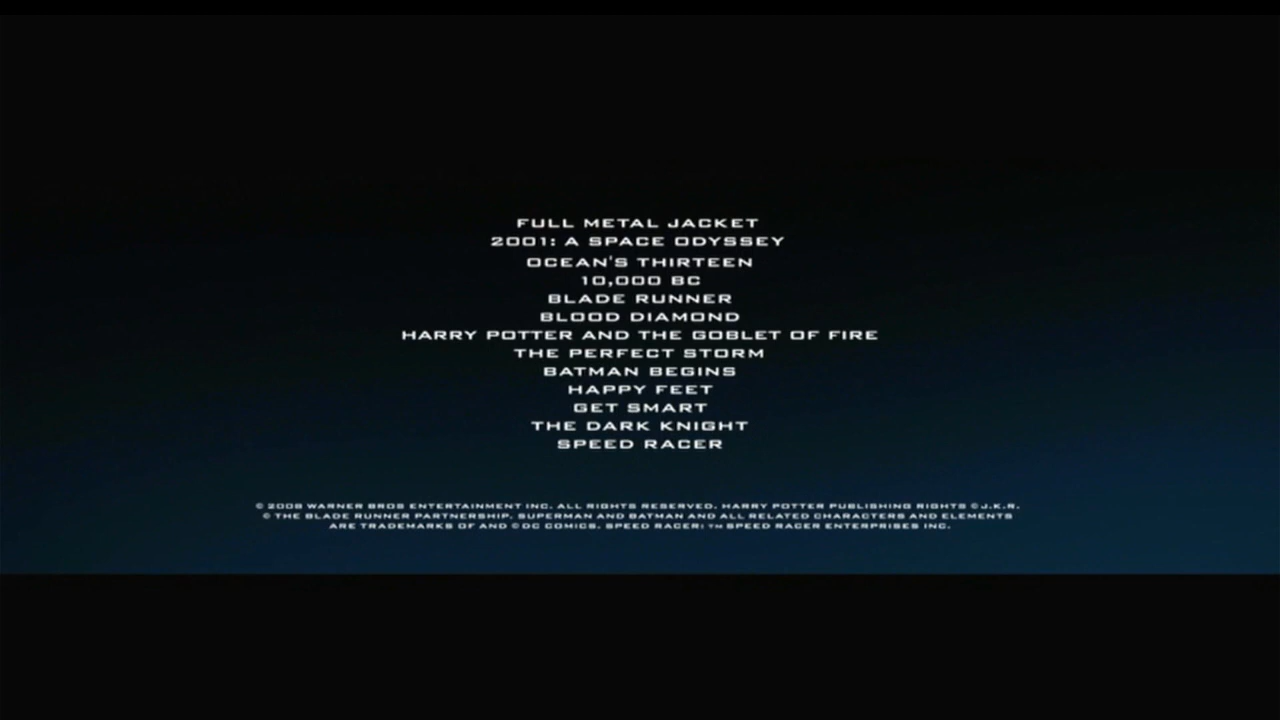 FULL METAL JACKET
2001: A SPACE ODYSSEY
OCEAN'S THIRTEEN
10,000 BC
BLADE RUNNER
BLOOD DIAMOND
HARRY POTTER AND THE GOBLET OF FIRE
THE PERFECT STORM
BATMAN BEGINS
HAPPY FEET
GET SMART
THE DARK KNIGHT
SPEED RACER
© 2008 WARNER BROS ENTERTAINMENT INC. ALL RIGHTS RESERVED. HARRY POTTER PUBLISHING RIGHTS © J.K.R.
© THE BLADE RUNNER PARTNERSHIP. SUPERMAN AND BATMAN AND ALL RELATED CHARACTERS AND ELEMENTS
ARE TRADEMARKS OF AND © DC COMICS. SPEED RACER: ™ SPEED RACER ENTERPRISES INC.